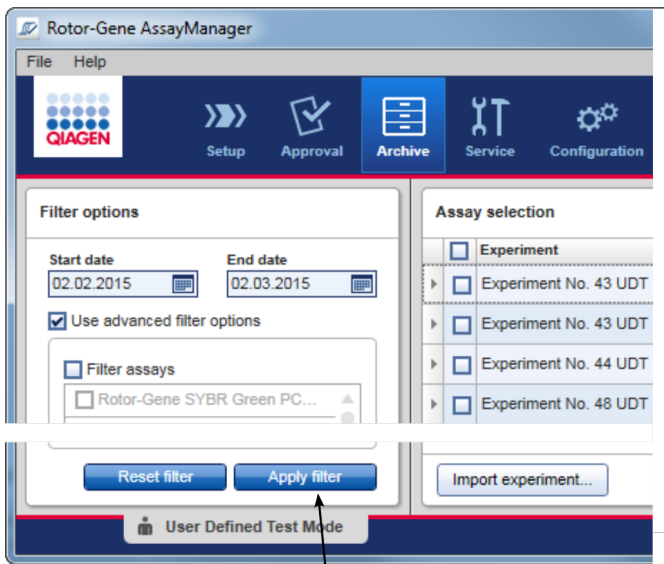 Rotor-Gene AssayManager
File Help
QIAGEN
Setup Approval Archive Service Configuration
Filter options
Start date End date
02.02.2015 02.03.2015
Use advanced filter options
Filter assays
Rotor-Gene SYBR Green PC...
Reset filter Apply filter
Assay selection
Experiment
Experiment No. 43 UDT
Experiment No. 43 UDT
Experiment No. 44 UDT
Experiment No. 48 UDT
Import experiment...
User Defined Test Mode